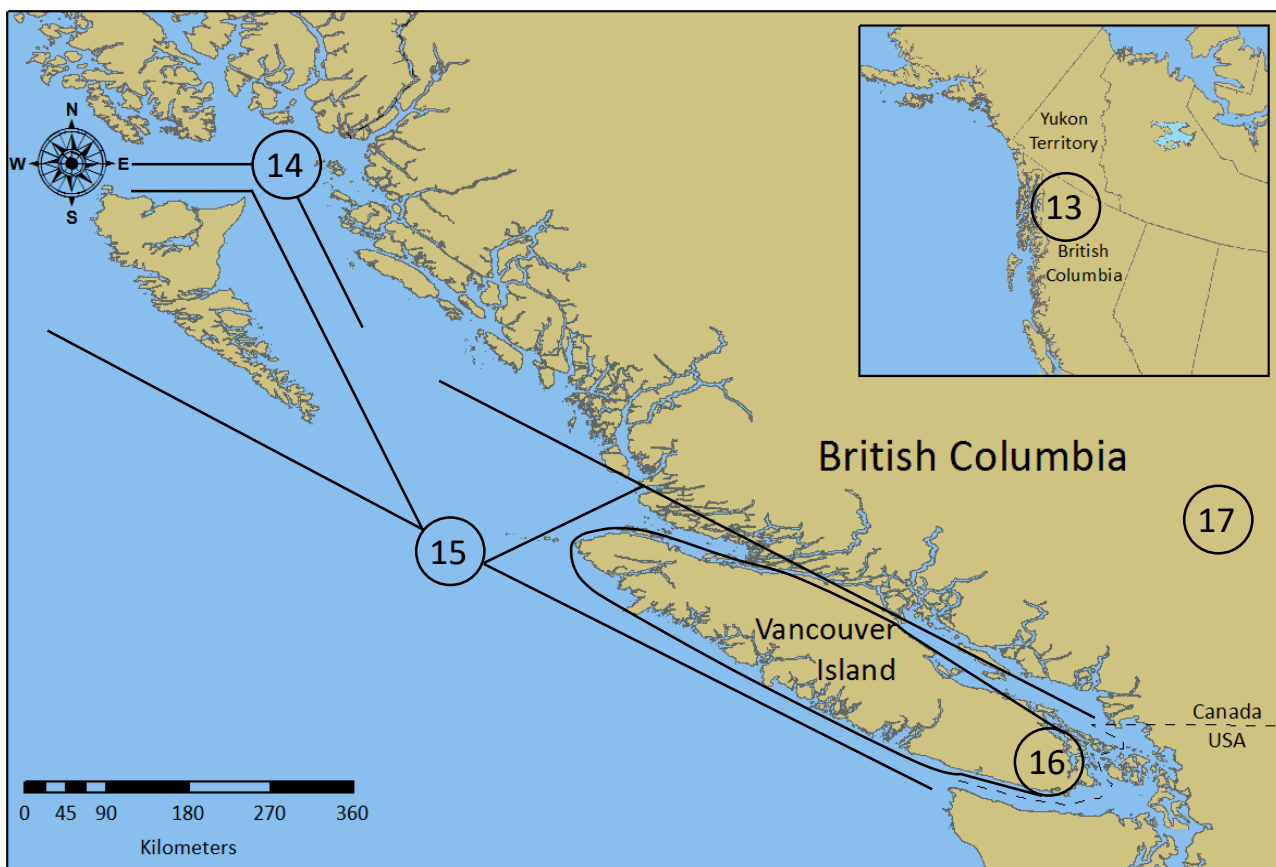 N
W
E
S
14
Yukon
Territory
13
British
Columbia
British Columbia
17
15
Vancouver
Island
Canada
USA
16
0 45 90 180 270 360
Kilometers